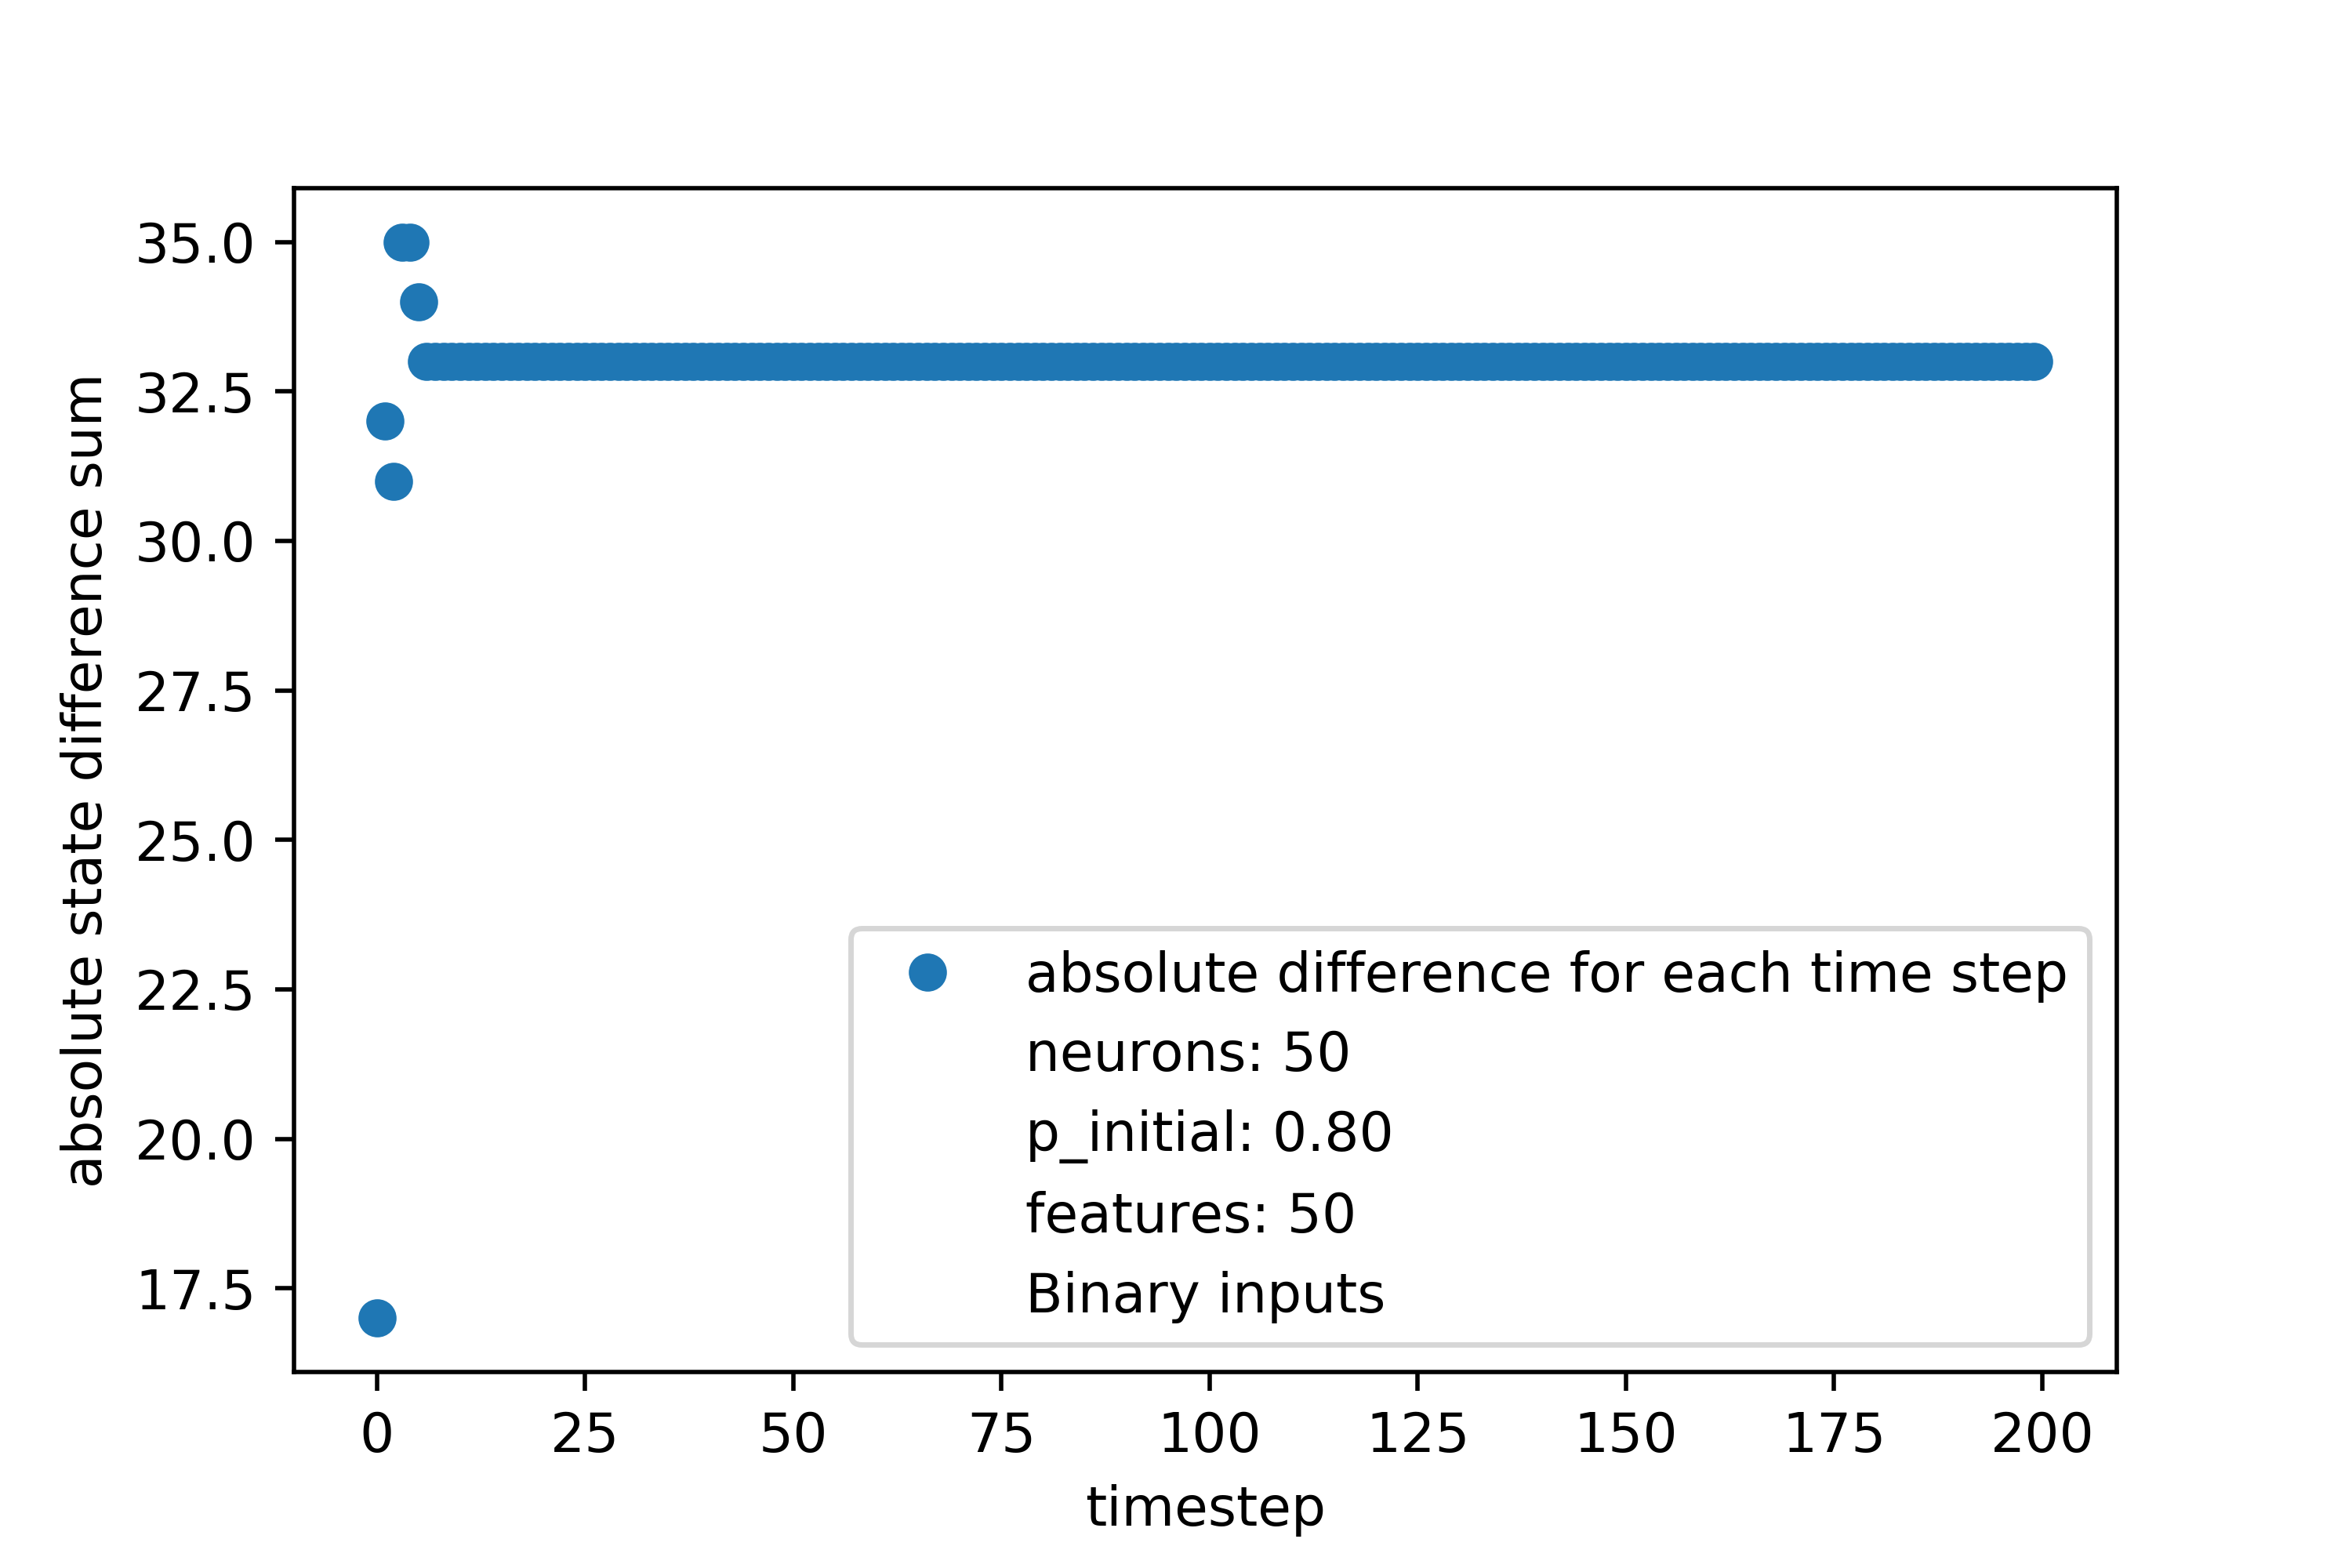 absolute state difference sum
35.0
32.5
30.0
27.5
25.0
22.5
20.0
17.5
absolute difference for each time step
neurons: 50
p_initial: 0.80
features: 50
Binary inputs
0 25 50 75 100 125 150 175 200
timestep